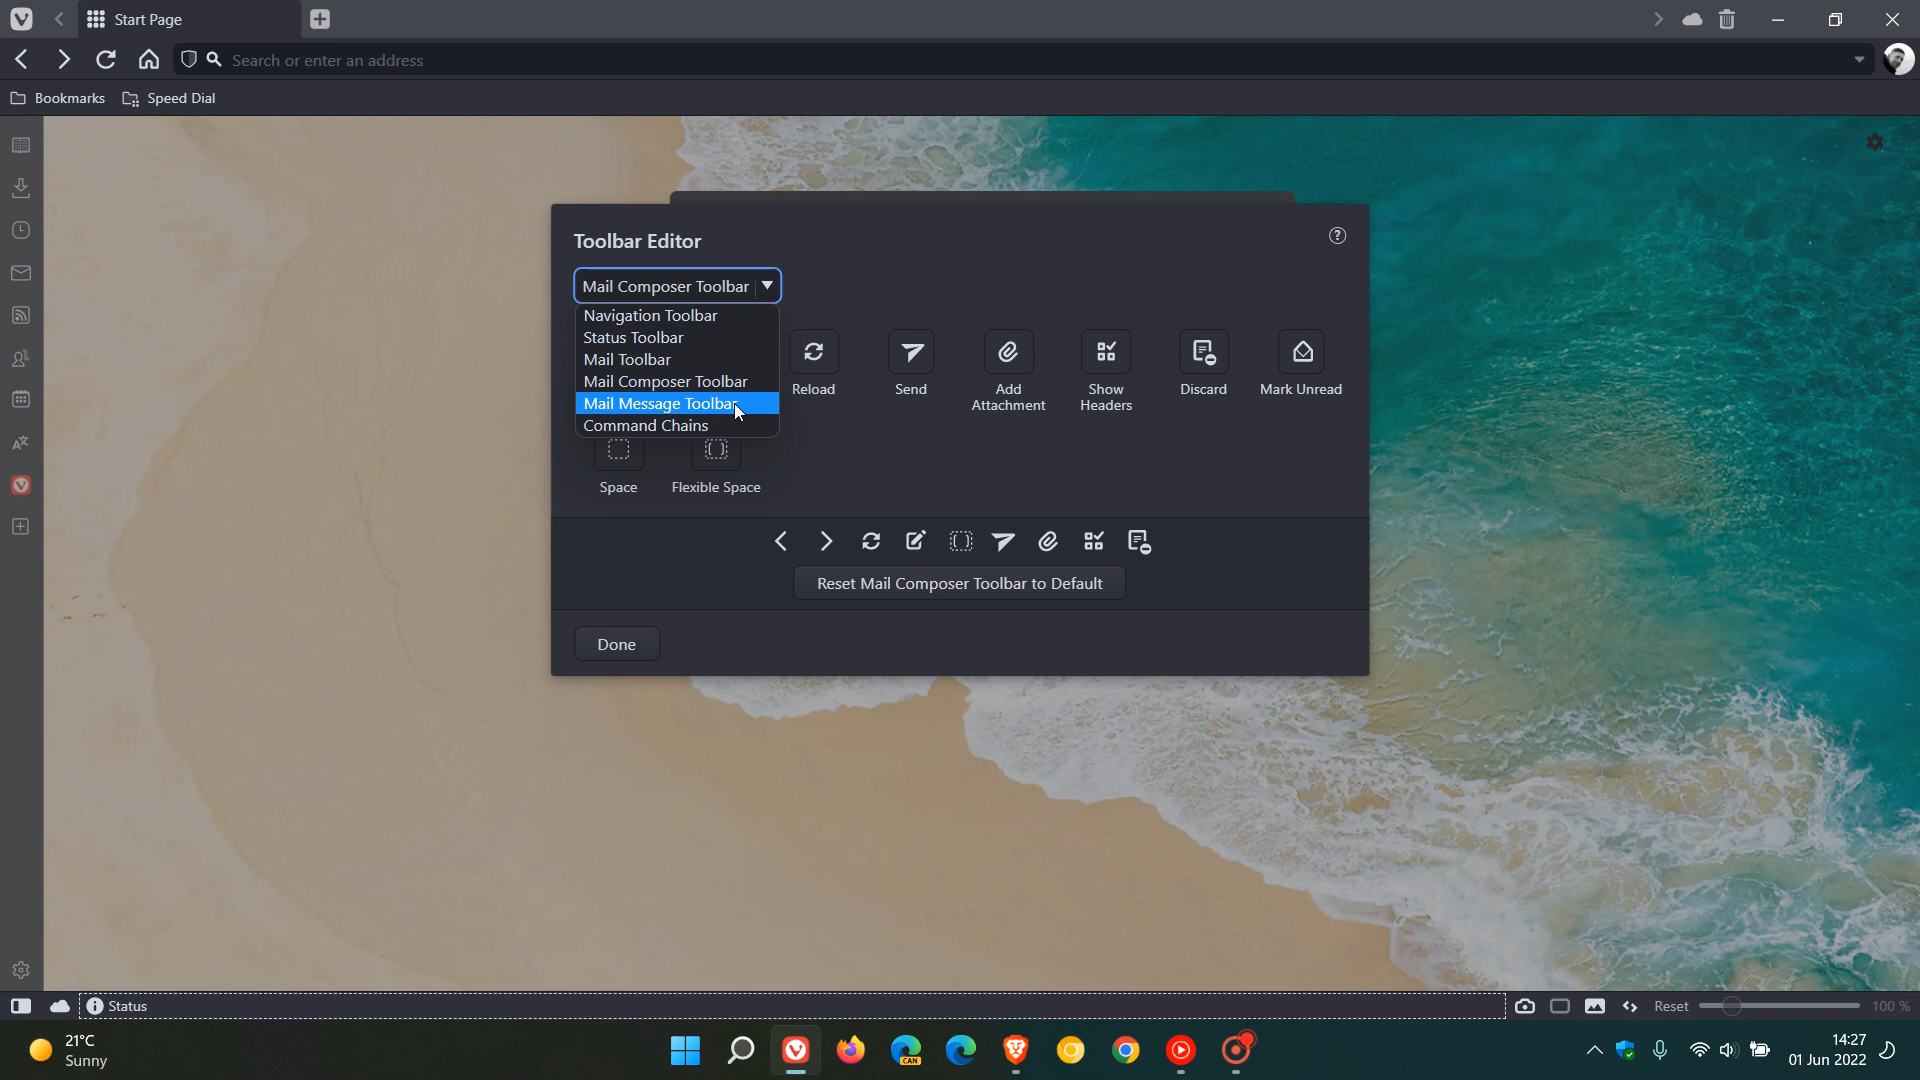 Start Page
Search or enter an address
Bookmarks
Speed Dial
Toolbar Editor
Mail Composer Toolbar
Navigation Toolbar
Status Toolbar
Mail Toolbar
Mail Composer Toolbar
Mail Message Toolbar
Command Chains
Reload
Send
Add
Attachment
Show
Headers
Discard
Mark Unread
Space
Flexible Space
Reset Mail Composer Toolbar to Default
Done
Status
Reset
100 %
21°C
Sunny
CAN
14:27
01 Jun 2022